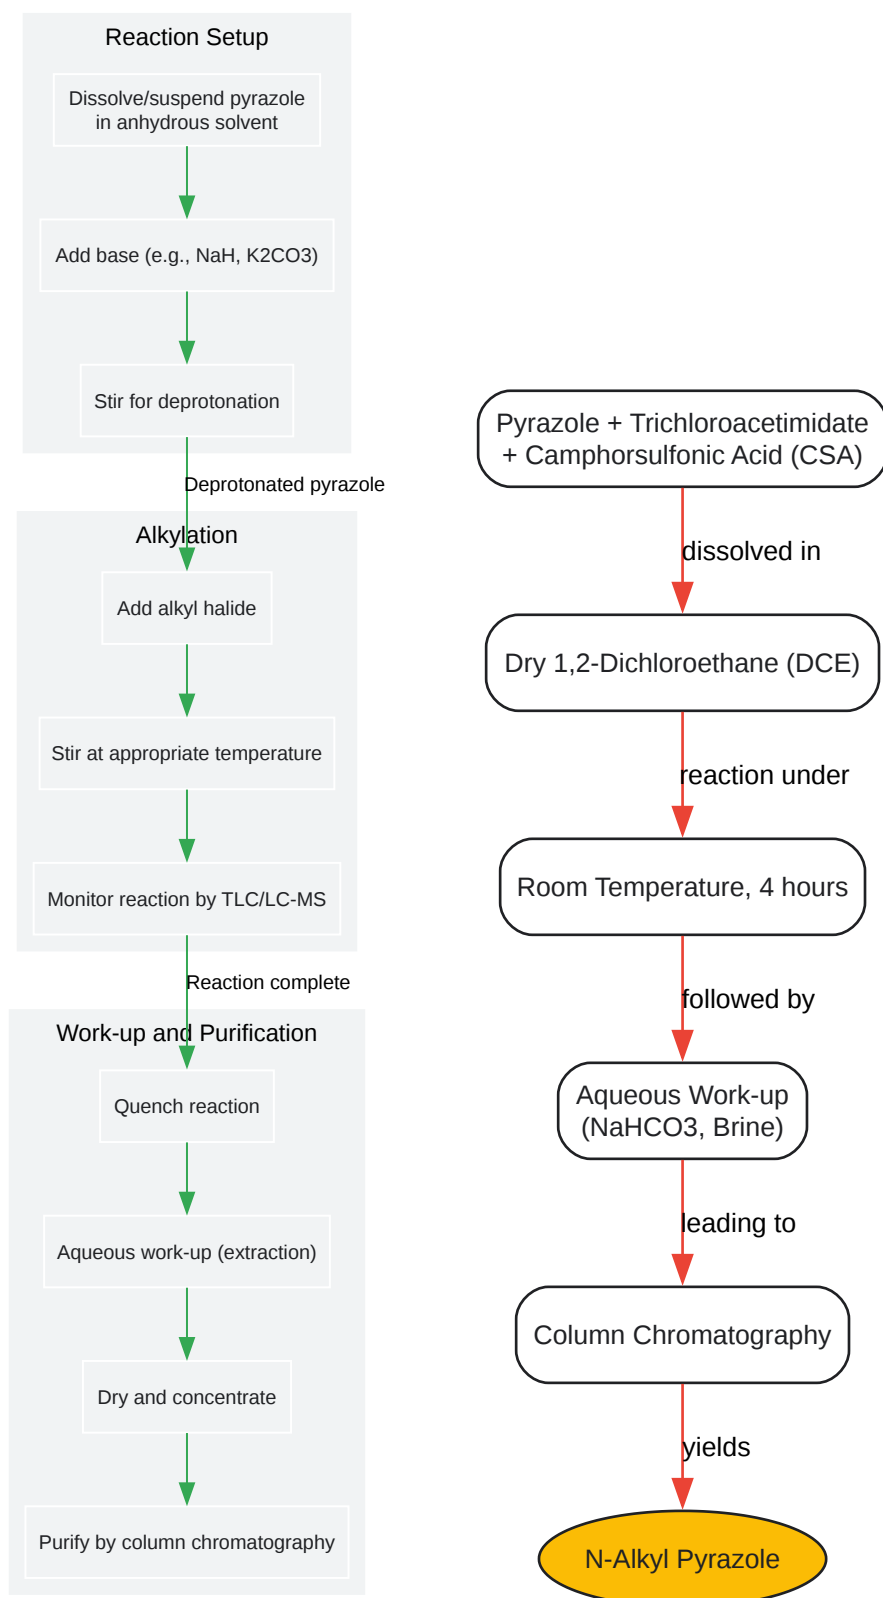 Reaction Setup
Dissolve/suspend pyrazole
in anhydrous solvent
Add base (e.g., NaH, K2CO3)
Stir for deprotonation
Deprotonated pyrazole
Alkylation
Add alkyl halide
Stir at appropriate temperature
Monitor reaction by TLC/LC-MS
Reaction complete
Work-up and Purification
Quench reaction
Aqueous work-up (extraction)
Dry and concentrate
Purify by column chromatography
Pyrazole + Trichloroacetimidate
+ Camphorsulfonic Acid (CSA)
dissolved in
Dry 1,2-Dichloroethane (DCE)
reaction under
Room Temperature, 4 hours
followed by
Aqueous Work-up
(NaHCO3, Brine)
leading to
Column Chromatography
yields
N-Alkyl Pyrazole